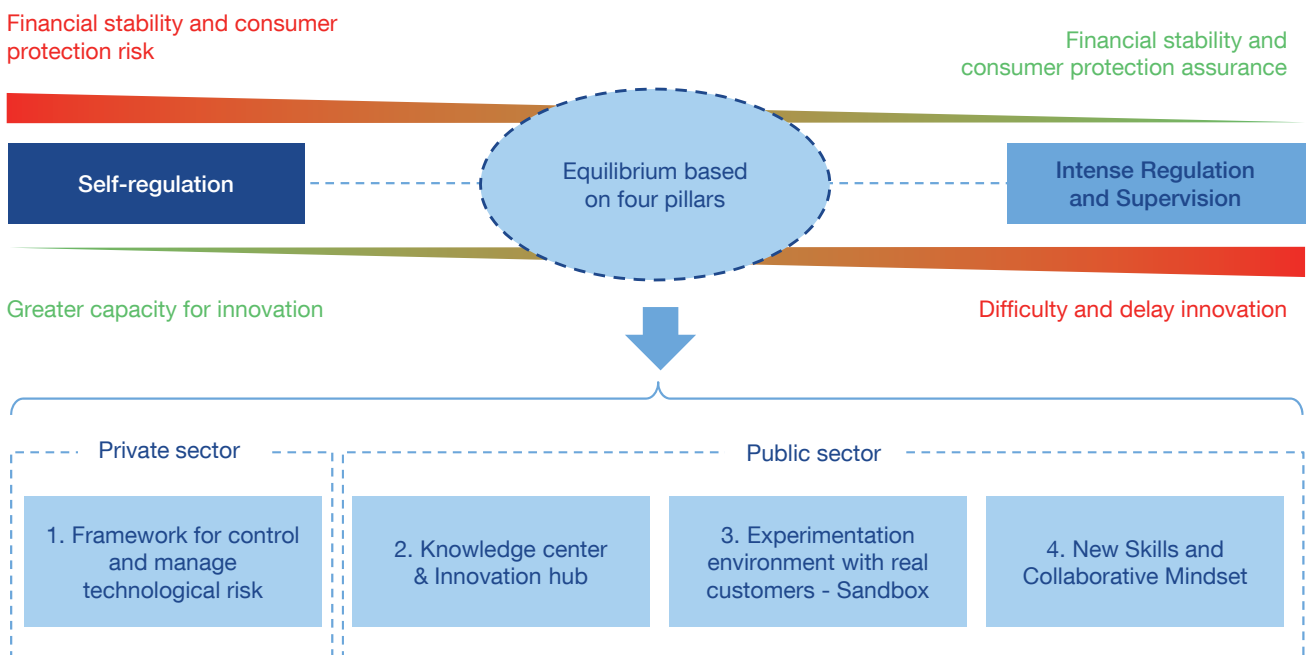 Financial stability and consumer
protection risk
Financial stability and
consumer protection assurance
Self-regulation
Equilibrium based
on four pillars
Intense Regulation
and Supervision
Greater capacity for innovation
Difficulty and delay innovation
Private sector
Public sector
1. Framework for control
and manage
technological risk
2. Knowledge center
& Innovation hub
3. Experimentation
environment with real
customers - Sandbox
4. New Skills and
Collaborative Mindset